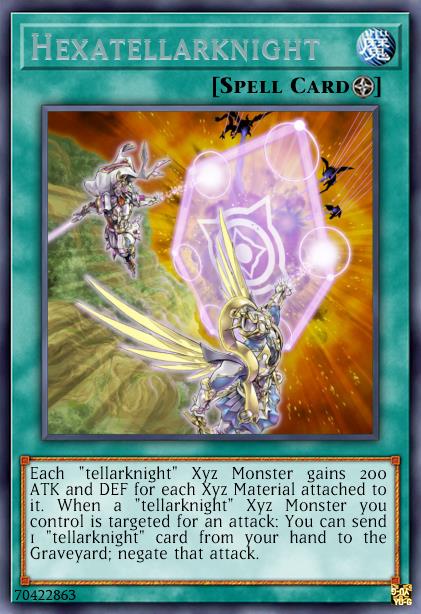 Hexatellarknight
魔
[Spell Card]
Each "tellarknight" Xyz Monster gains 200
ATK and DEF for each Xyz Material attached to
it. When a "tellarknight" Xyz Monster you
control is targeted for an attack: You can send
1 "tellarknight" card from your hand to the
Graveyard; negate that attack.
70422863